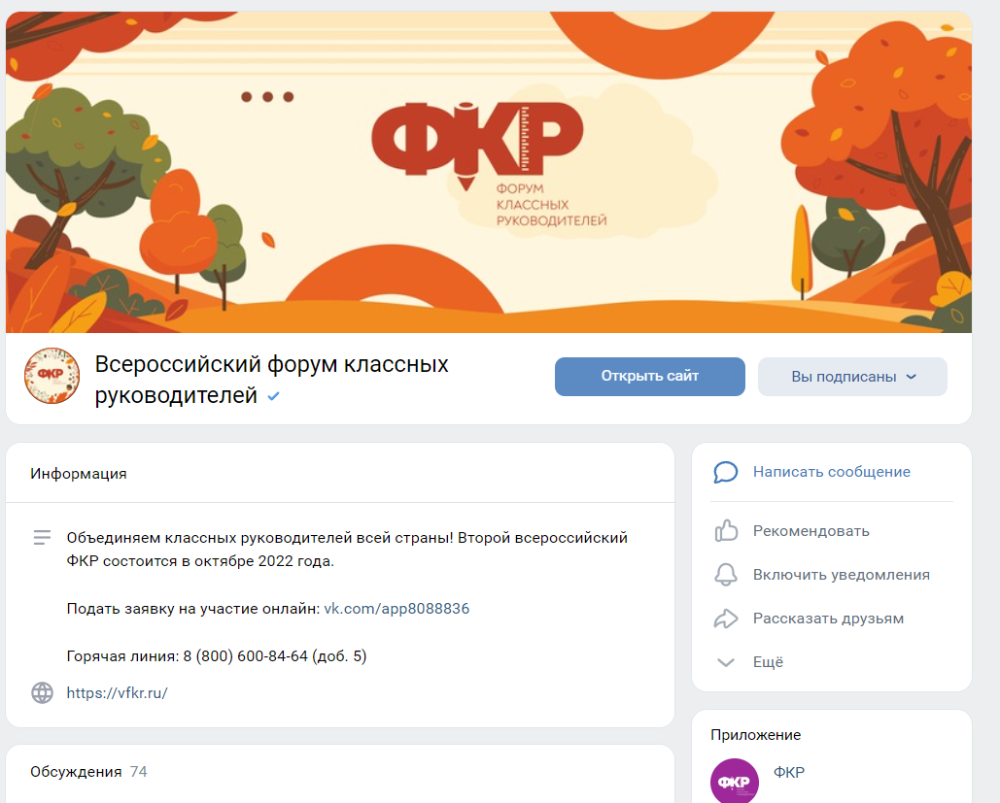 ФКР
ФОРУМ
КЛАССНЫХ
РУКОВОДИТЕЛЕЙ
ФКР
Всероссийский форум классных
руководителей
Открыть сайт
Вы подписаны
Информация
Объединяем классных руководителей всей страны! Второй всероссийский
ФКР состоится в октябре 2022 года.
Подать заявку на участие онлайн: vk.com/app8088836
Горячая линия: 8 (800) 600-84-64 (доб. 5)
https://vfkr.ru/
Обсуждения 74
Написать сообщение
Рекомендовать
Включить уведомления
Рассказать друзьям
Ещё
Приложение
ФКР
ФКР